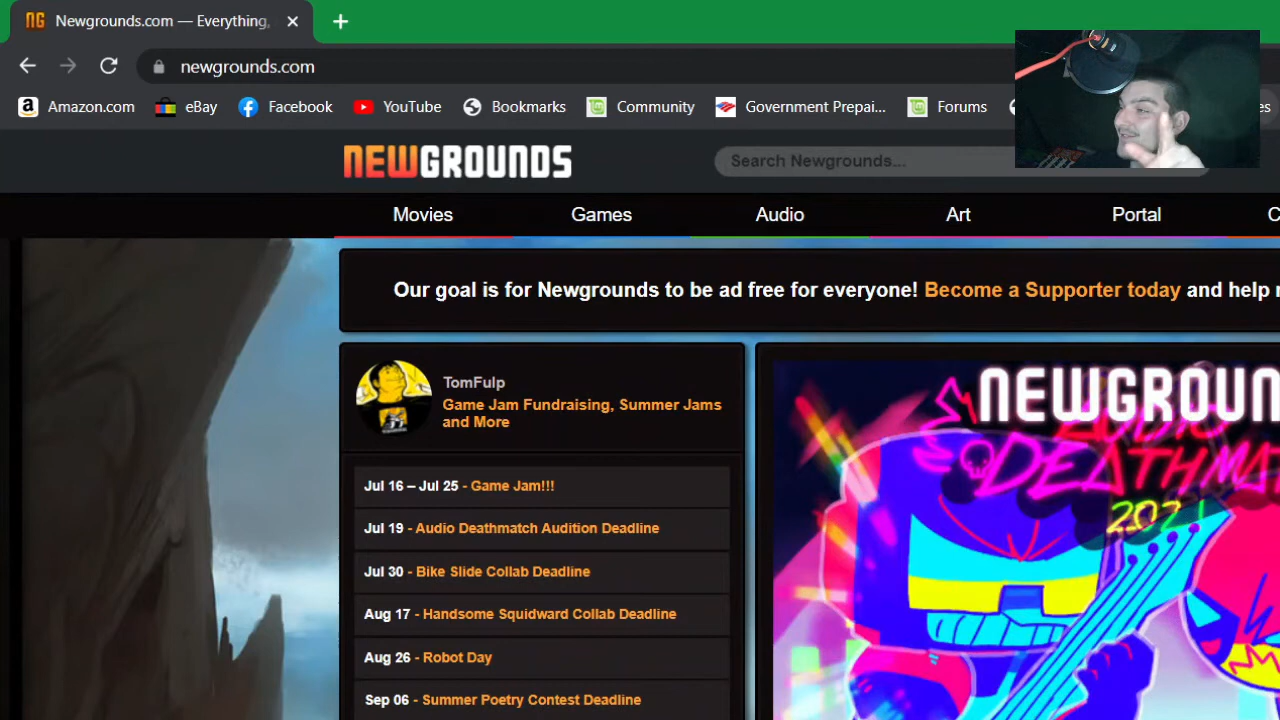 NG Newgrounds.com — Everything,
newgrounds.com
Amazon.com eBay Facebook YouTube Bookmarks Community Government Prepai... Forums es
NEWGROUNDS Search Newgrounds...
Movies Games Audio Art Portal C
Our goal is for Newgrounds to be ad free for everyone! Become a Supporter today and help
TomFulp
Game Jam Fundraising, Summer Jams
and More
Jul 16 – Jul 25 - Game Jam!!!
Jul 19 - Audio Deathmatch Audition Deadline
Jul 30 - Bike Slide Collab Deadline
Aug 17 - Handsome Squidward Collab Deadline
Aug 26 - Robot Day
Sep 06 - Summer Poetry Contest Deadline
NEWGROUN
AUDIO
DEATHMAT
2021